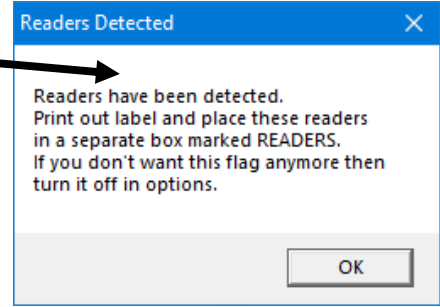 Readers Detected
Readers have been detected.
Print out label and place these readers
in a separate box marked READERS.
If you don't want this flag anymore then
turn it off in options.
OK